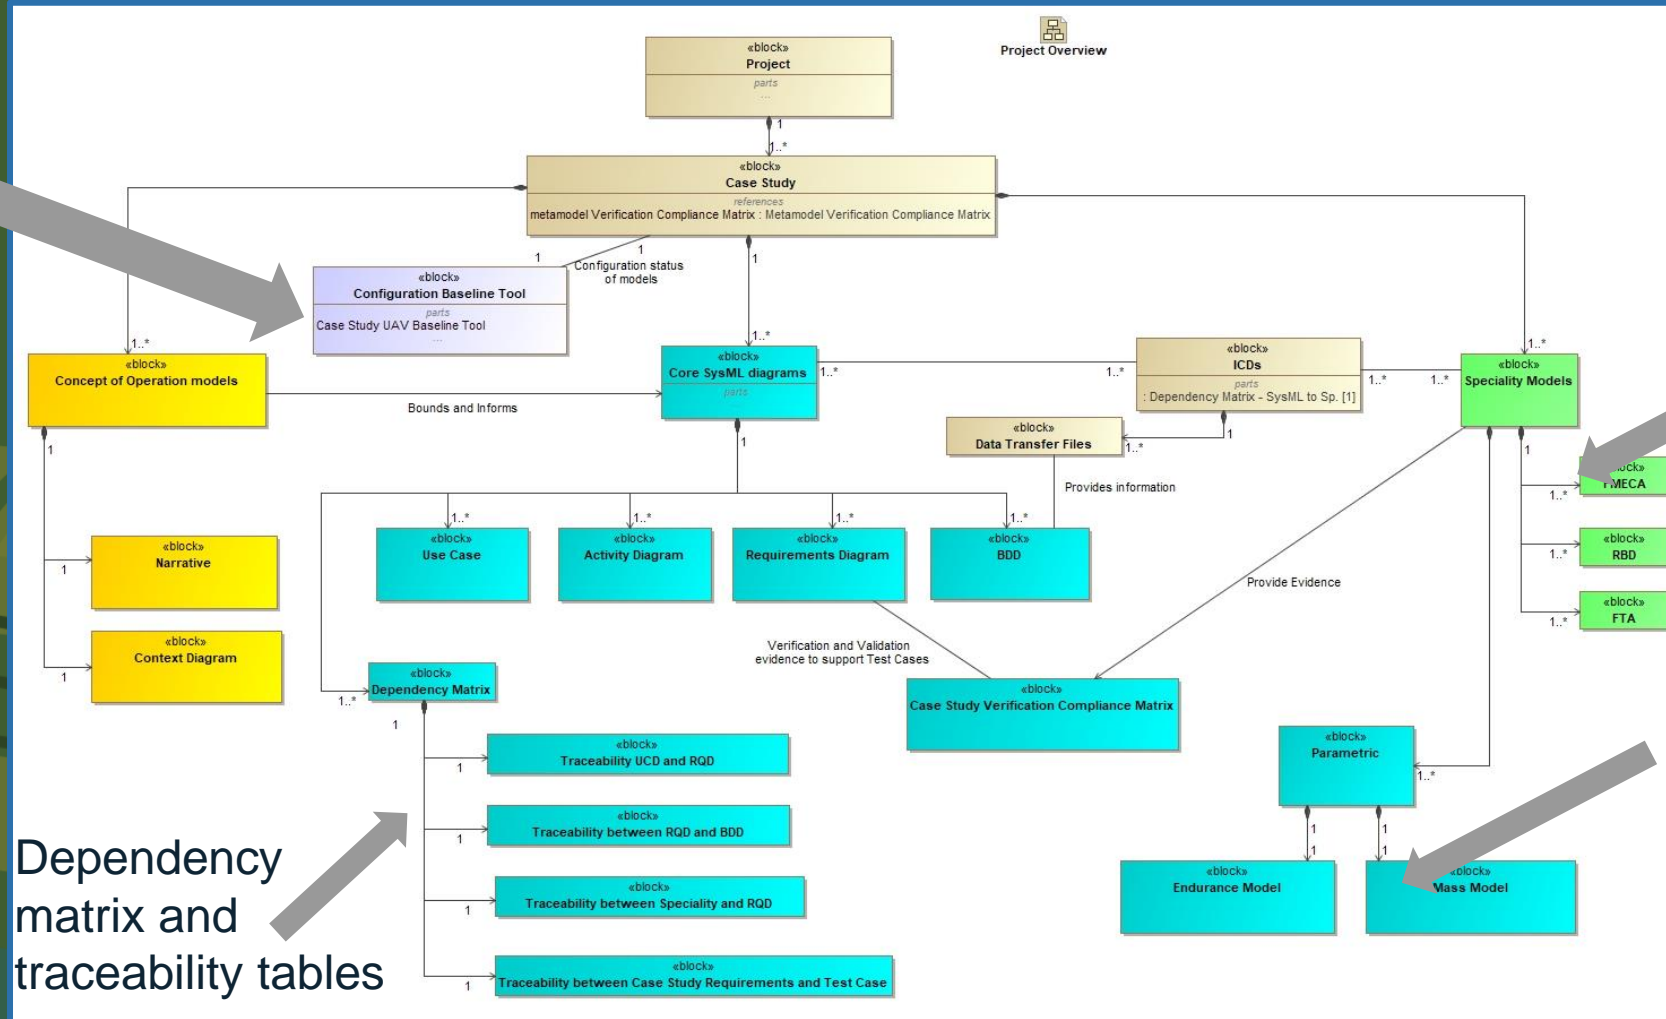 Project Overview
«block»
Project
parts
...
1
1..*
«block»
Case Study
references
metamodel Verification Compliance Matrix : Metamodel Verification Compliance Matrix
1
1
Configuration status
of models
1
«block»
Configuration Baseline Tool
parts
Case Study UAV Baseline Tool
...
1..*
1..*
1..*
«block»
Concept of Operation models
Bounds and Informs
«block»
Core SysML diagrams
parts
1..*
1..*
«block»
ICDs
parts
: Dependency Matrix - SysML to Sp. [1]
1..*
1..*
«block»
Speciality Models
1
1
1
1
«block»
Data Transfer Files
1..*
Provides information
«block»
FMECA
1..*
«block»
RBD
1..*
«block»
FTA
1..*
1..*
1..*
1..*
1..*
«block»
Use Case
«block»
Activity Diagram
«block»
Requirements Diagram
«block»
BDD
«block»
Narrative
1
«block»
Context Diagram
1
Provide Evidence
Verification and Validation
evidence to support Test Cases
«block»
Dependency Matrix
1..*
1
«block»
Case Study Verification Compliance Matrix
«block»
Traceability UCD and RQD
1
«block»
Traceability between RQD and BDD
1
«block»
Traceability between Speciality and RQD
1
«block»
Traceability between Case Study Requirements and Test Case
1
«block»
Parametric
1..*
1
1
1
1
«block»
Endurance Model
«block»
Mass Model
Dependency
matrix and
traceability tables